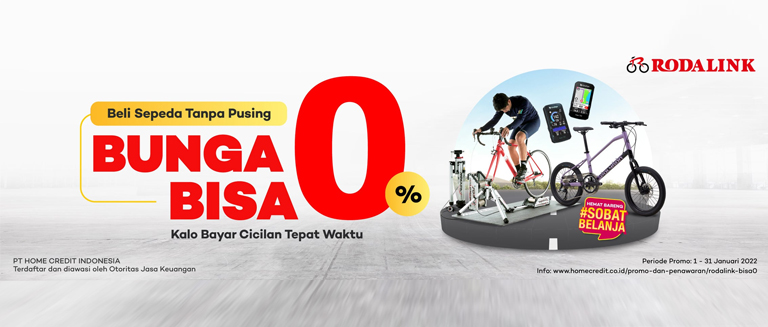 RODALINK
Beli Sepeda Tanpa Pusing
BUNGA
BISA
0
%
Kalo Bayar Cicilan Tepat Waktu
HEMAT BARENG
#SOBAT
BELANJA
PT HOME CREDIT INDONESIA
Terdaftar dan diawasi oleh Otoritas Jasa Keuangan
Periode Promo: 1 - 31 Januari 2022
Info: www.homecredit.co.id/promo-dan-penawaran/rodalink-bisa0